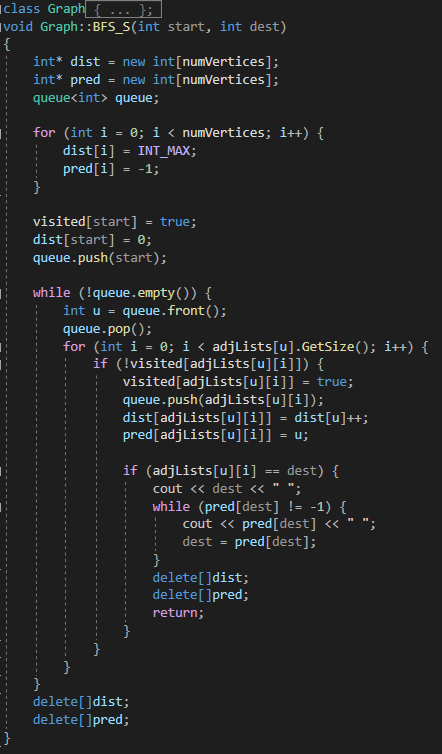 class Graph { ... };
void Graph::BFS_S(int start, int dest)
{
    int* dist = new int[numVertices];
    int* pred = new int[numVertices];
    queue<int> queue;

    for (int i = 0; i < numVertices; i++) {
        dist[i] = INT_MAX;
        pred[i] = -1;
    }

    visited[start] = true;
    dist[start] = 0;
    queue.push(start);

    while (!queue.empty()) {
        int u = queue.front();
        queue.pop();
        for (int i = 0; i < adjLists[u].GetSize(); i++) {
            if (!visited[adjLists[u][i]]) {
                visited[adjLists[u][i]] = true;
                queue.push(adjLists[u][i]);
                dist[adjLists[u][i]] = dist[u]++;
                pred[adjLists[u][i]] = u;

                if (adjLists[u][i] == dest) {
                    cout << dest << " ";
                    while (pred[dest] != -1) {
                        cout << pred[dest] << " ";
                        dest = pred[dest];
                    }
                    delete[]dist;
                    delete[]pred;
                    return;
                }
            }
        }
    }
    delete[]dist;
    delete[]pred;
}